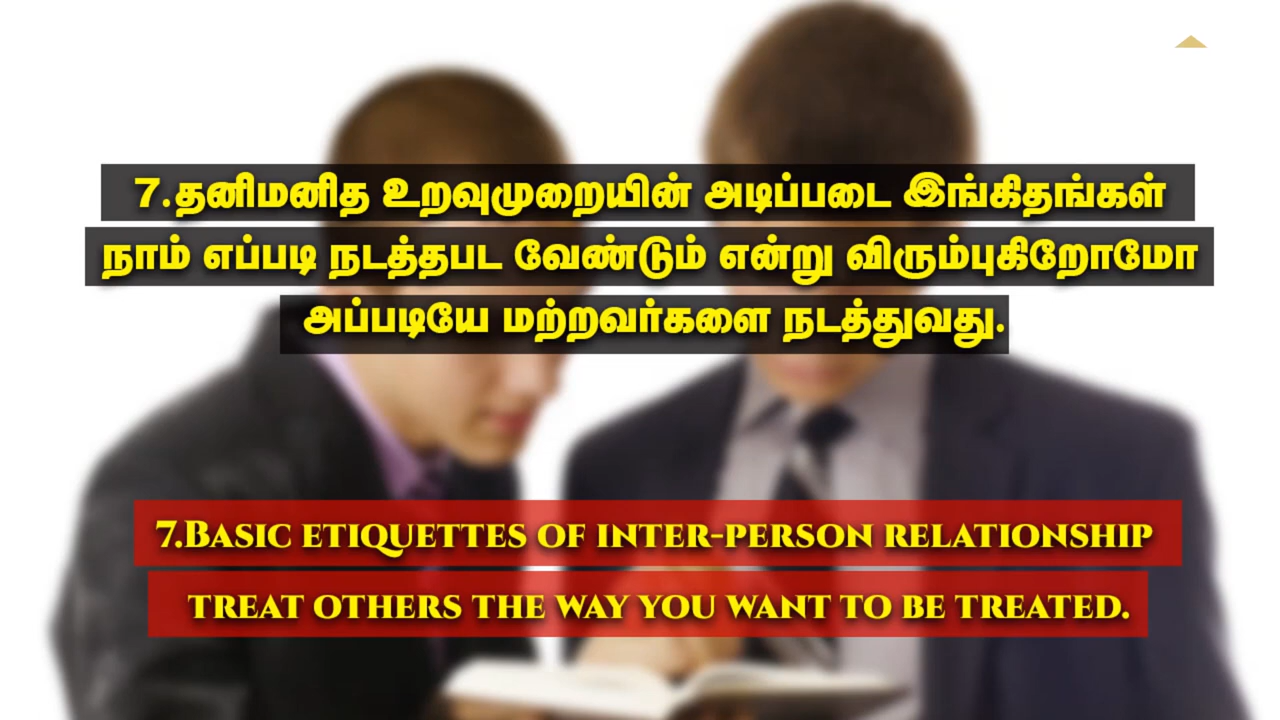 7.தனிமனித உறவுமுறையின் அடிப்படை இங்கிதங்கள்
நாம் எப்படி நடத்தபட வேண்டும் என்று விரும்புகிறோமோ
அப்படியே மற்றவர்களை நடத்துவது.
7.Basic etiquettes of inter-person relationship
treat others the way you want to be treated.